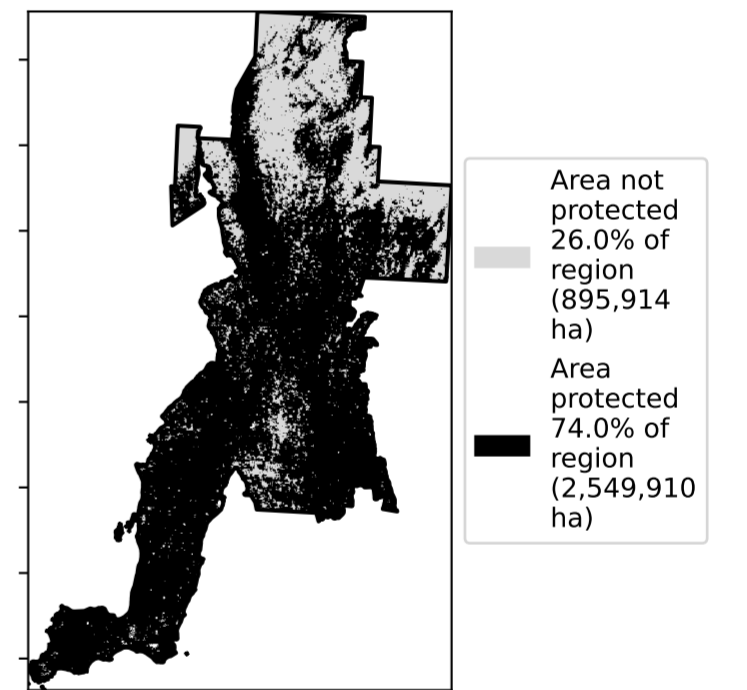 Area not
protected
26.0% of
region
(895,914
ha)
Area
protected
74.0% of
region
(2,549,910
ha)